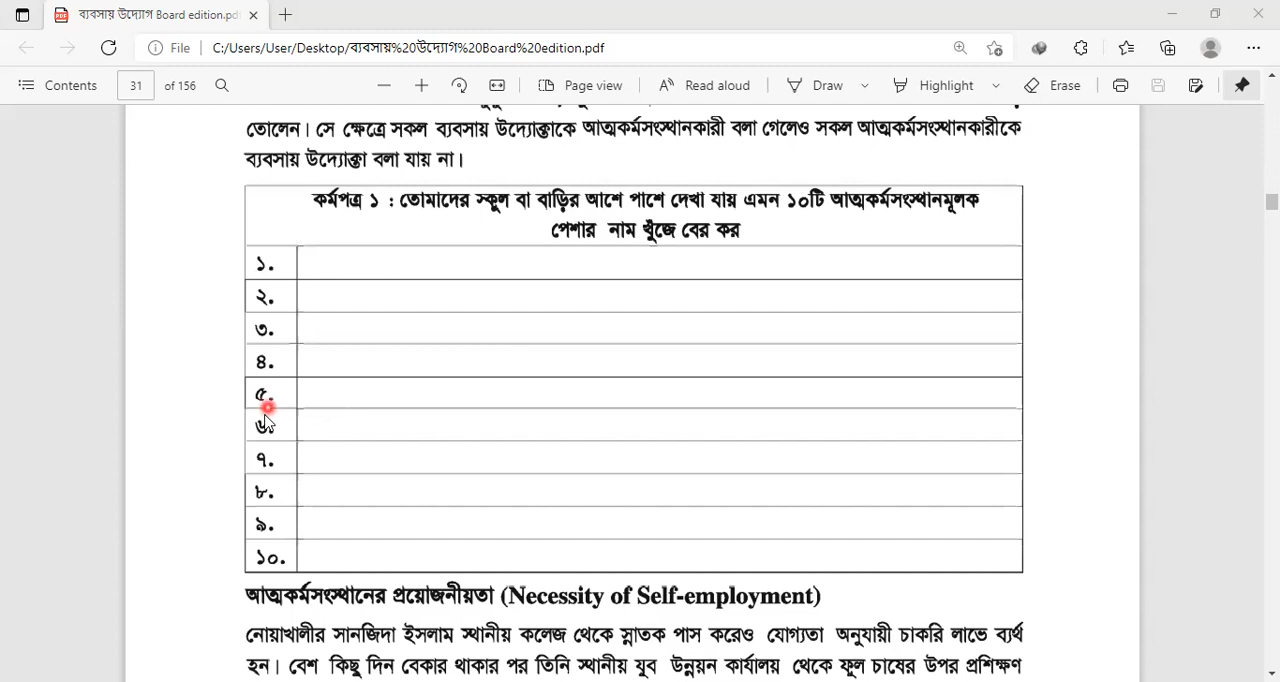 ব্যবসায় উদ্যোগ Board edition.pdf
File C:/Users/User/Desktop/ব্যবসায়%20উদ্যোগ%20Board%20edition.pdf
Contents 31 of 156 Page view Read aloud Draw Highlight Erase
তোলেন। সে ক্ষেত্রে সকল ব্যবসায় উদ্যোক্তাকে আত্মকর্মসংস্থানকারী বলা গেলেও সকল আত্মকর্মসংস্থানকারীকে
ব্যবসায় উদ্যোক্তা বলা যায় না।
কর্মপত্র ১ : তোমাদের স্কুল বা বাড়ির আশে পাশে দেখা যায় এমন ১০টি আত্মকর্মসংস্থানমূলক
পেশার নাম খুঁজে বের কর
১.
২.
৩.
৪.
৫.
৬.
৭.
৮.
৯.
১০.
আত্মকর্মসংস্থানের প্রয়োজনীয়তা (Necessity of Self-employment)
নোয়াখালীর সানজিদা ইসলাম স্থানীয় কলেজ থেকে স্নাতক পাস করেও যোগ্যতা অনুযায়ী চাকরি লাভে ব্যর্থ
হন। বেশ কিছু দিন বেকার থাকার পর তিনি স্থানীয় যুব উন্নয়ন কার্যালয় থেকে ফুল চাষের উপর প্রশিক্ষণ